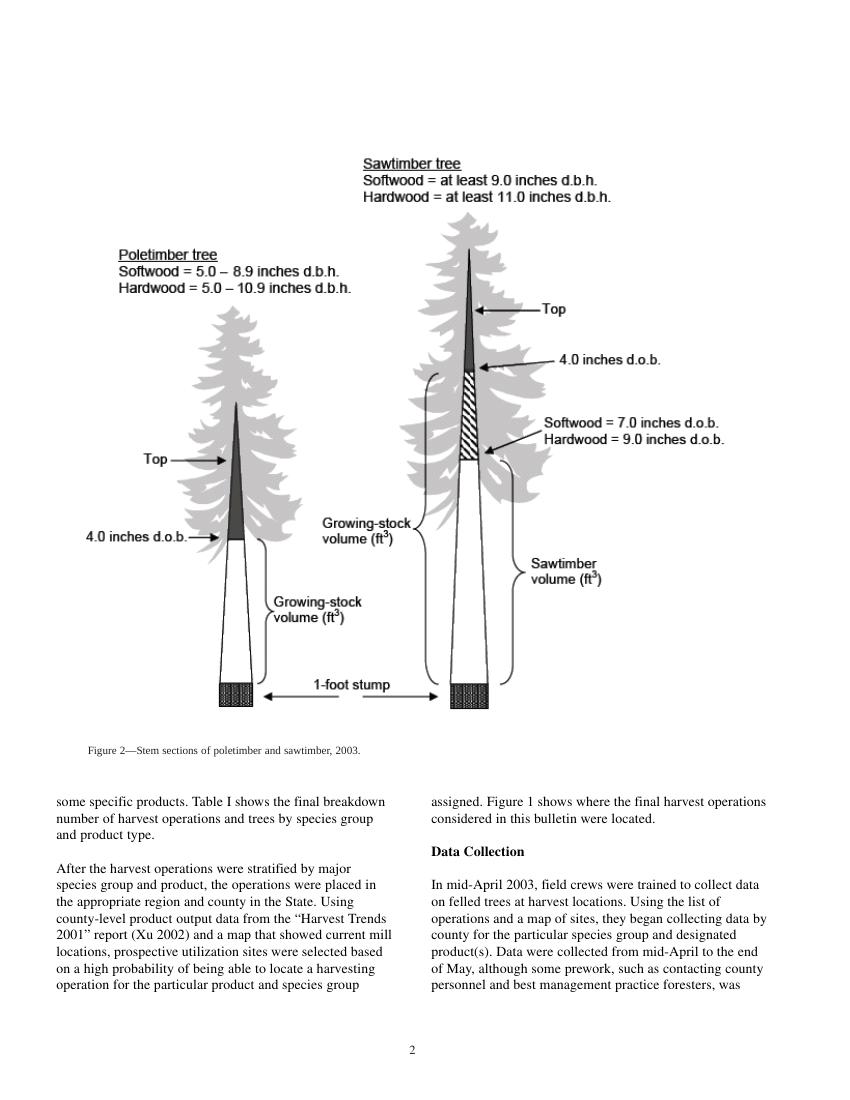 Sawtimber tree
Softwood = at least 9.0 inches d.b.h.
Hardwood = at least 11.0 inches d.b.h.
Poletimber tree
Softwood = 5.0 – 8.9 inches d.b.h.
Hardwood = 5.0 – 10.9 inches d.b.h.
Top
4.0 inches d.o.b.
Softwood = 7.0 inches d.o.b.
Hardwood = 9.0 inches d.o.b.
Top
4.0 inches d.o.b.
Growing-stock
volume (ft³)
Sawtimber
volume (ft³)
Growing-stock
volume (ft³)
1-foot stump
Figure 2—Stem sections of poletimber and sawtimber, 2003.
some specific products. Table I shows the final breakdown
number of harvest operations and trees by species group
and product type.
After the harvest operations were stratified by major
species group and product, the operations were placed in
the appropriate region and county in the State. Using
county-level product output data from the “Harvest Trends
2001” report (Xu 2002) and a map that showed current mill
locations, prospective utilization sites were selected based
on a high probability of being able to locate a harvesting
operation for the particular product and species group
assigned. Figure 1 shows where the final harvest operations
considered in this bulletin were located.
Data Collection
In mid-April 2003, field crews were trained to collect data
on felled trees at harvest locations. Using the list of
operations and a map of sites, they began collecting data by
county for the particular species group and designated
product(s). Data were collected from mid-April to the end
of May, although some prework, such as contacting county
personnel and best management practice foresters, was
2